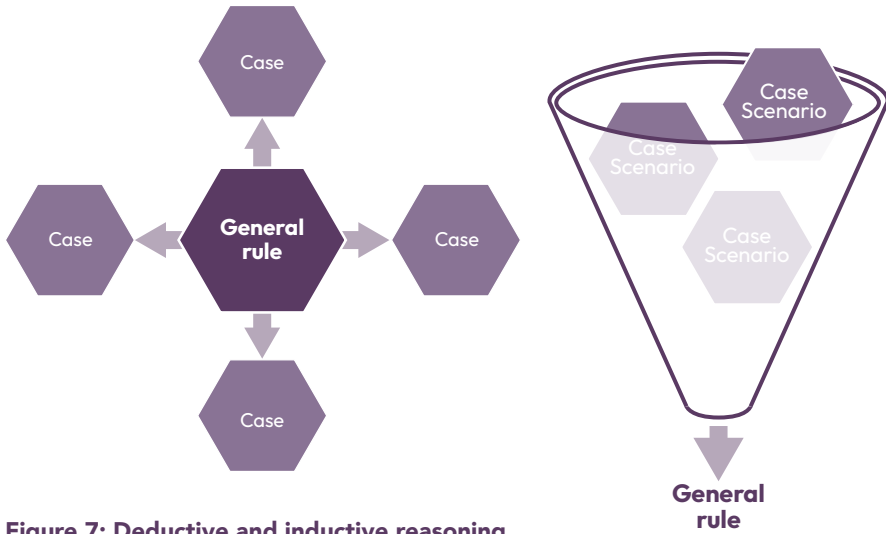 Case
Case
General
rule
Case
Case
Case
Scenario
Case
Scenario
Case
Scenario
General
rule
Figure 7: Deductive and inductive reasoning